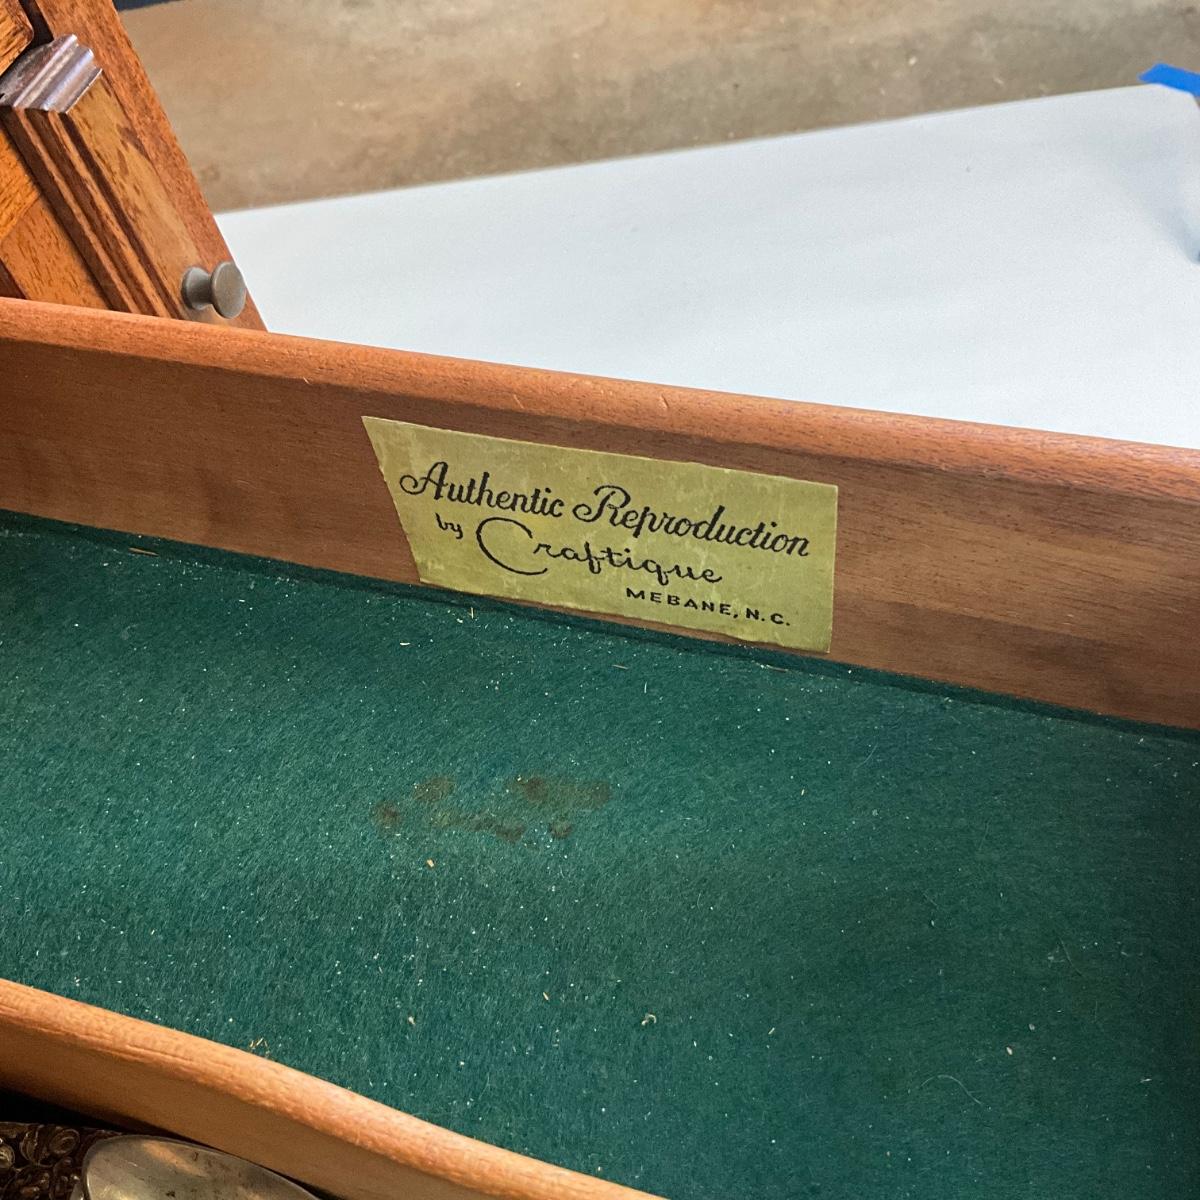 Authentic Reproduction
by Craftique
MEBANE, N.C.